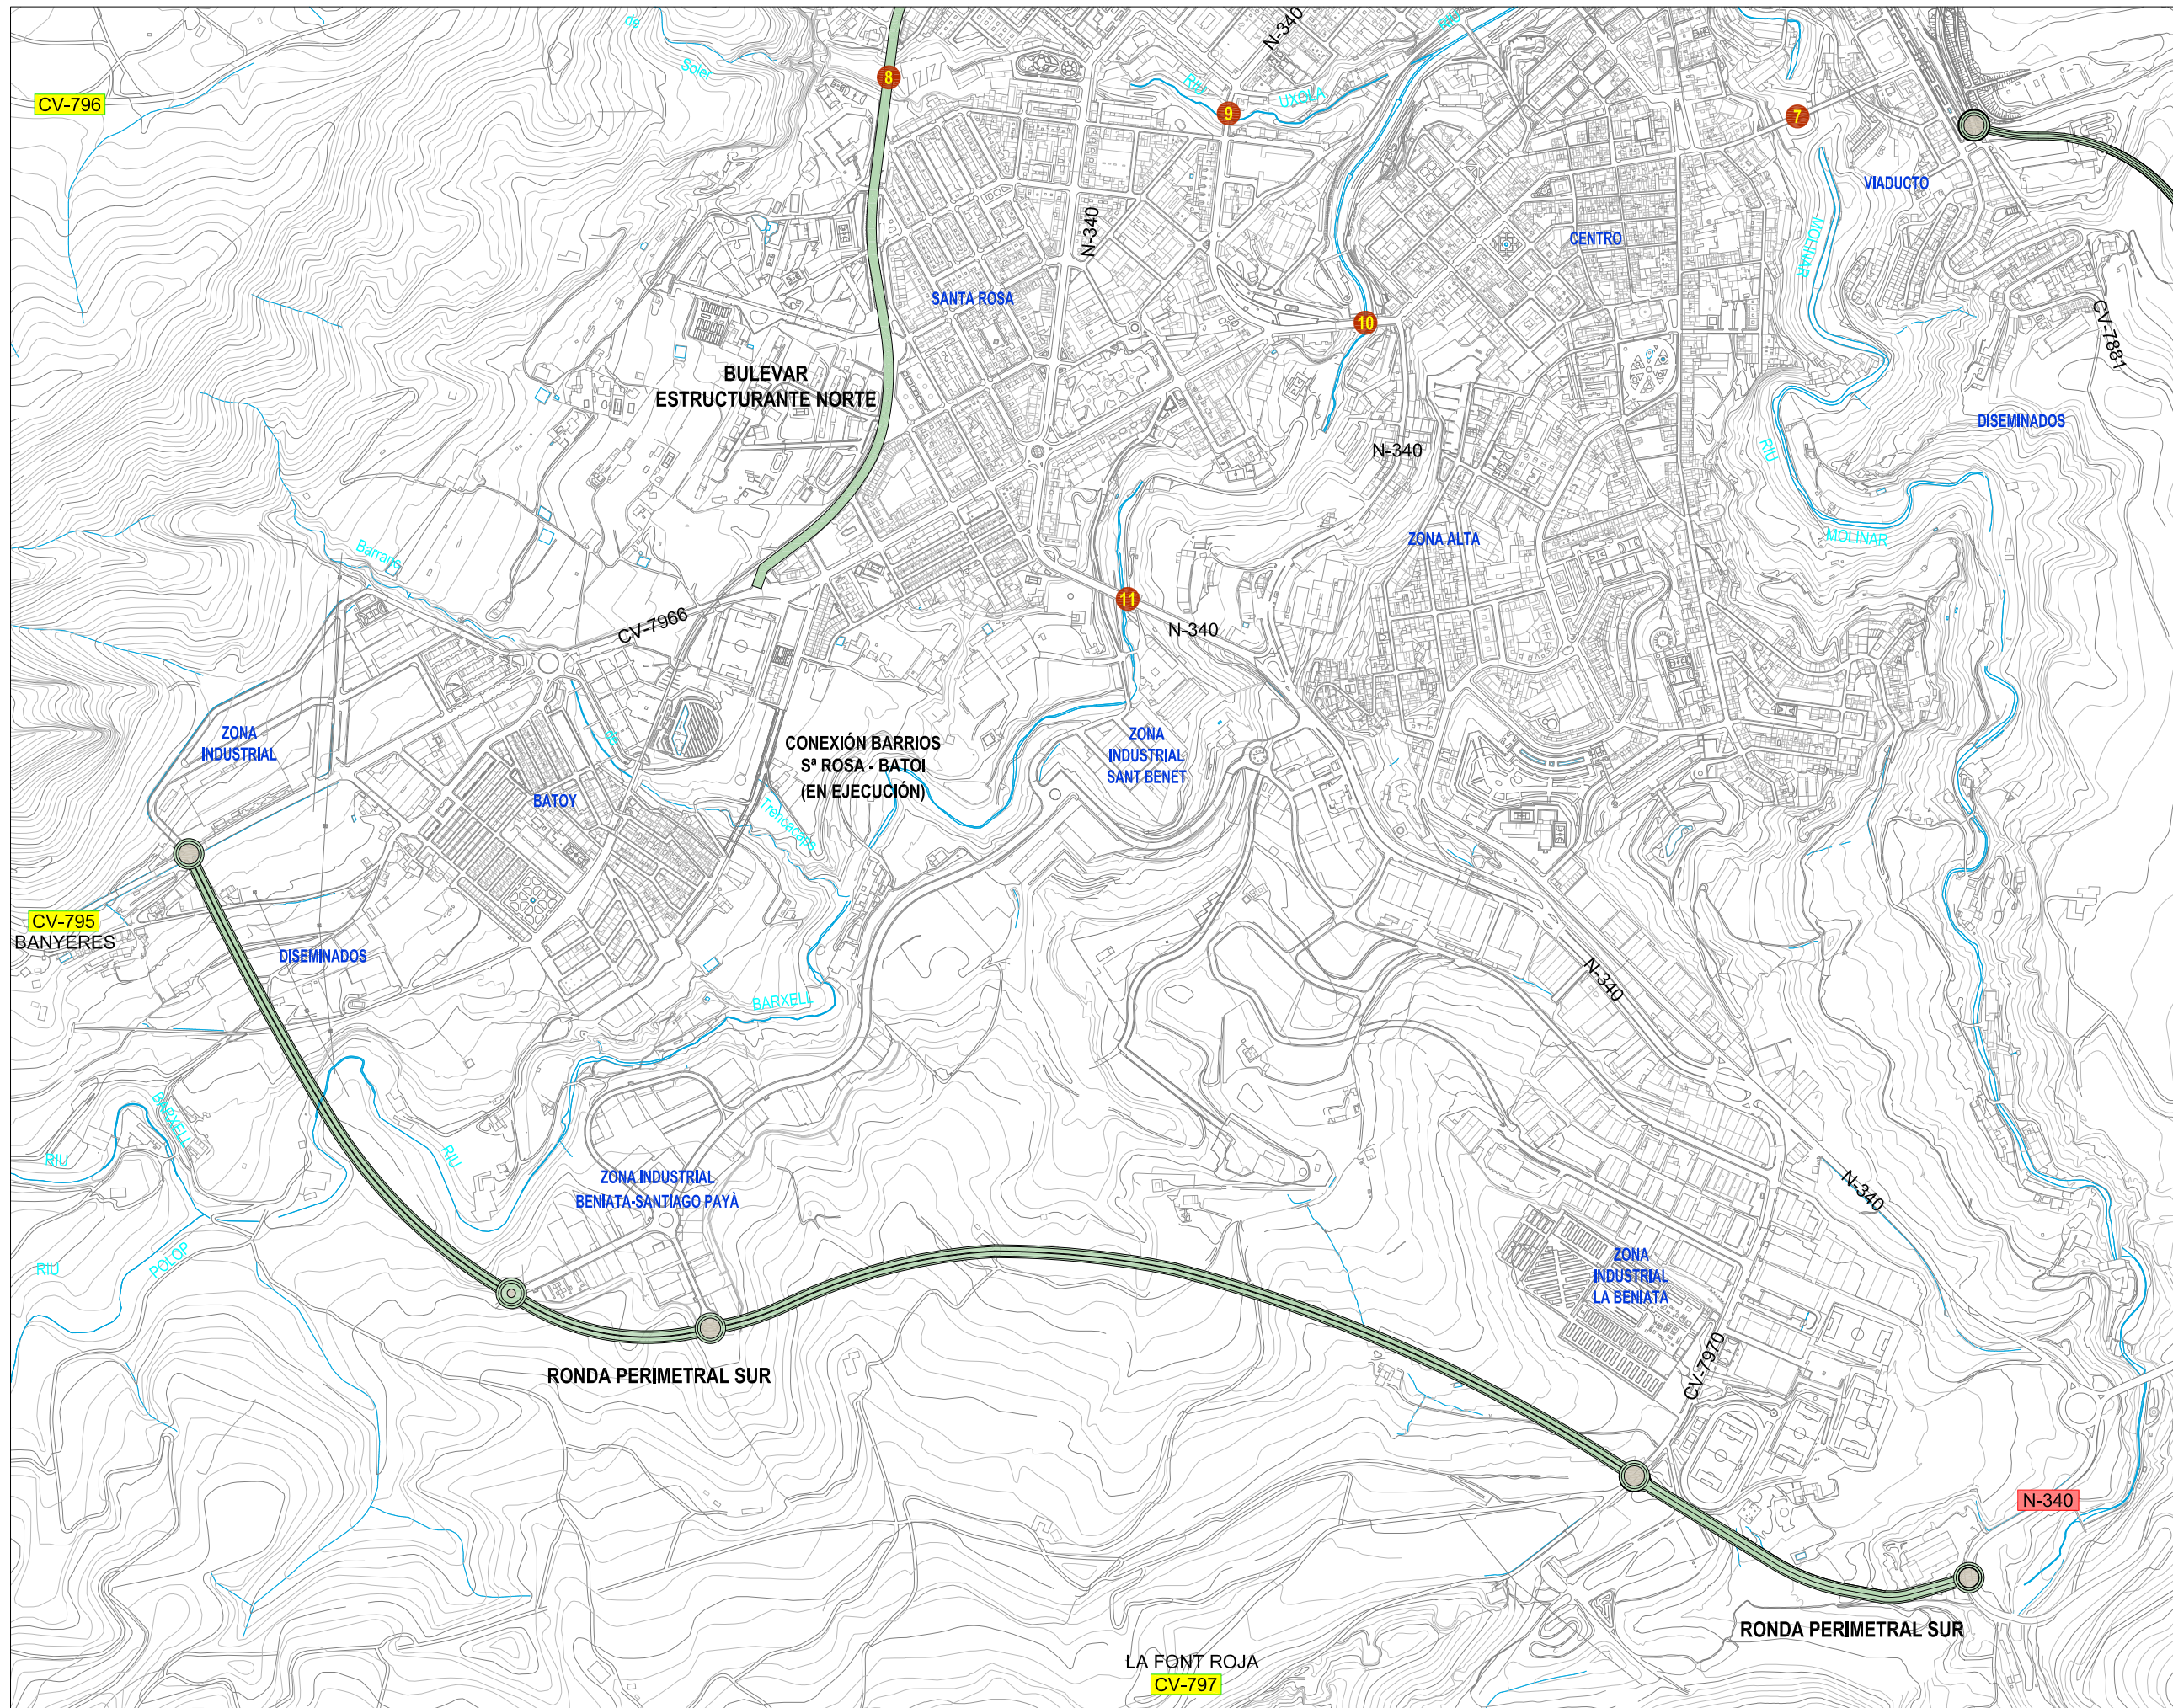 de
Soler
N-340
RIU
CV-796
8
RIU
UXOLA
9
7
VIADUCTO
MOLINAR
CENTRO
N-340
SANTA ROSA
10
CV-7881
BULEVAR
ESTRUCTURANTE NORTE
DISEMINADOS
RIU
N-340
MOLINAR
ZONA ALTA
Barranc
11
CV-7966
N-340
ZONA
INDUSTRIAL
de
CONEXIÓN BARRIOS
Sª ROSA - BATOI
(EN EJECUCIÓN)
ZONA
INDUSTRIAL
SANT BENET
BATOY
Trencacaps
CV-795
BANYERES
DISEMINADOS
BARXELL
N-340
BARXELL
RIU
RIU
ZONA INDUSTRIAL
BENIATA-SANTIAGO PAYÀ
N-340
RIU
POLOP
ZONA
INDUSTRIAL
LA BENIATA
RONDA PERIMETRAL SUR
CV-7970
N-340
RONDA PERIMETRAL SUR
LA FONT ROJA
CV-797